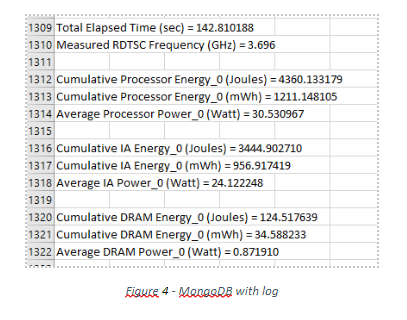 1309 Total Elapsed Time (sec) = 142.810188
1310 Measured RDTSC Frequency (GHz) = 3.696
1311
1312 Cumulative Processor Energy_0 (Joules) = 4360.133179
1313 Cumulative Processor Energy_0 (mWh) = 1211.148105
1314 Average Processor Power_0 (Watt) = 30.530967
1315
1316 Cumulative IA Energy_0 (Joules) = 3444.902710
1317 Cumulative IA Energy_0 (mWh) = 956.917419
1318 Average IA Power_0 (Watt) = 24.122248
1319
1320 Cumulative DRAM Energy_0 (Joules) = 124.517639
1321 Cumulative DRAM Energy_0 (mWh) = 34.588233
1322 Average DRAM Power_0 (Watt) = 0.871910
Figure 4 - MongoDB with log